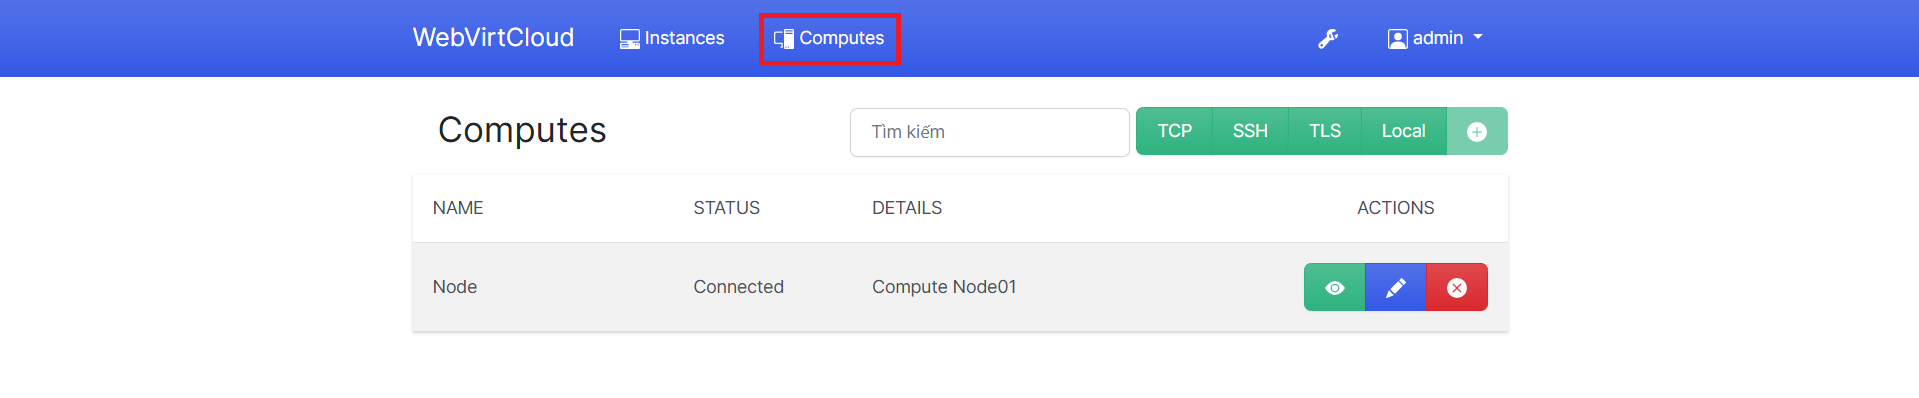 WebVirtCloud Instances Computes admin
Computes Tìm kiếm TCP SSH TLS Local
NAME STATUS DETAILS ACTIONS
Node Connected Compute Node01